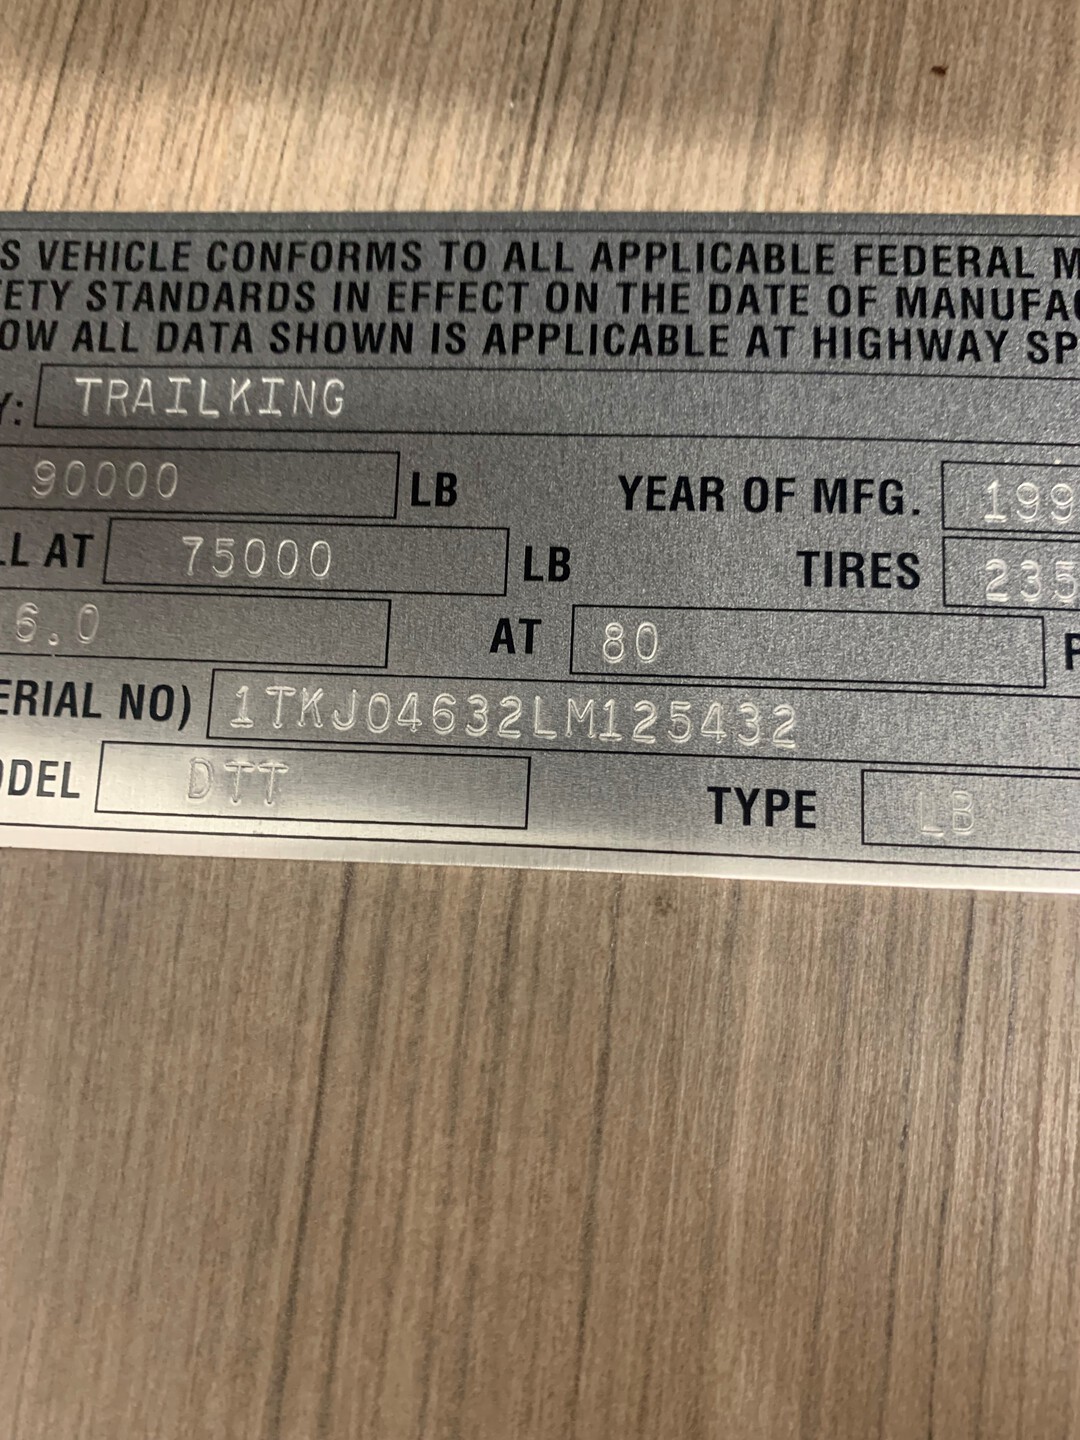 S VEHICLE CONFORMS TO ALL APPLICABLE FEDERAL M
ETY STANDARDS IN EFFECT ON THE DATE OF MANUFAC
OW ALL DATA SHOWN IS APPLICABLE AT HIGHWAY SP
Y: TRAILKING
90000 LB YEAR OF MFG. 199
LL AT 75000 LB TIRES 235
6.0 AT 80 P
ERIAL NO) 1TKJ04632LM125432
ODEL DTT TYPE LB